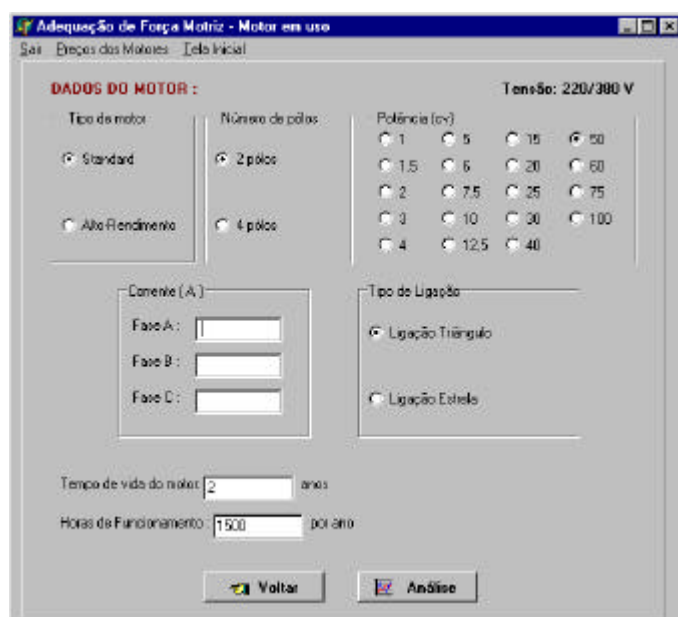 Adequação de Força Motriz - Motor em uso
Sair Preços dos Motores Tela Inicial
DADOS DO MOTOR :
Tensão: 220/380 V
Tipo de motor
Standard
Alto Rendimento
Número de pólos
2 pólos
4 pólos
Potência (cv)
1 5 15 50
1,5 6 20 60
2 7,5 25 75
3 10 30 100
4 12,5 40
Corrente ( A )
Fase A :
Fase B :
Fase C :
Tipo de Ligação
Ligação Triângulo
Ligação Estrela
Tempo de vida do motor: 2 anos
Horas de Funcionamento : 1500 por ano
Voltar
Análise